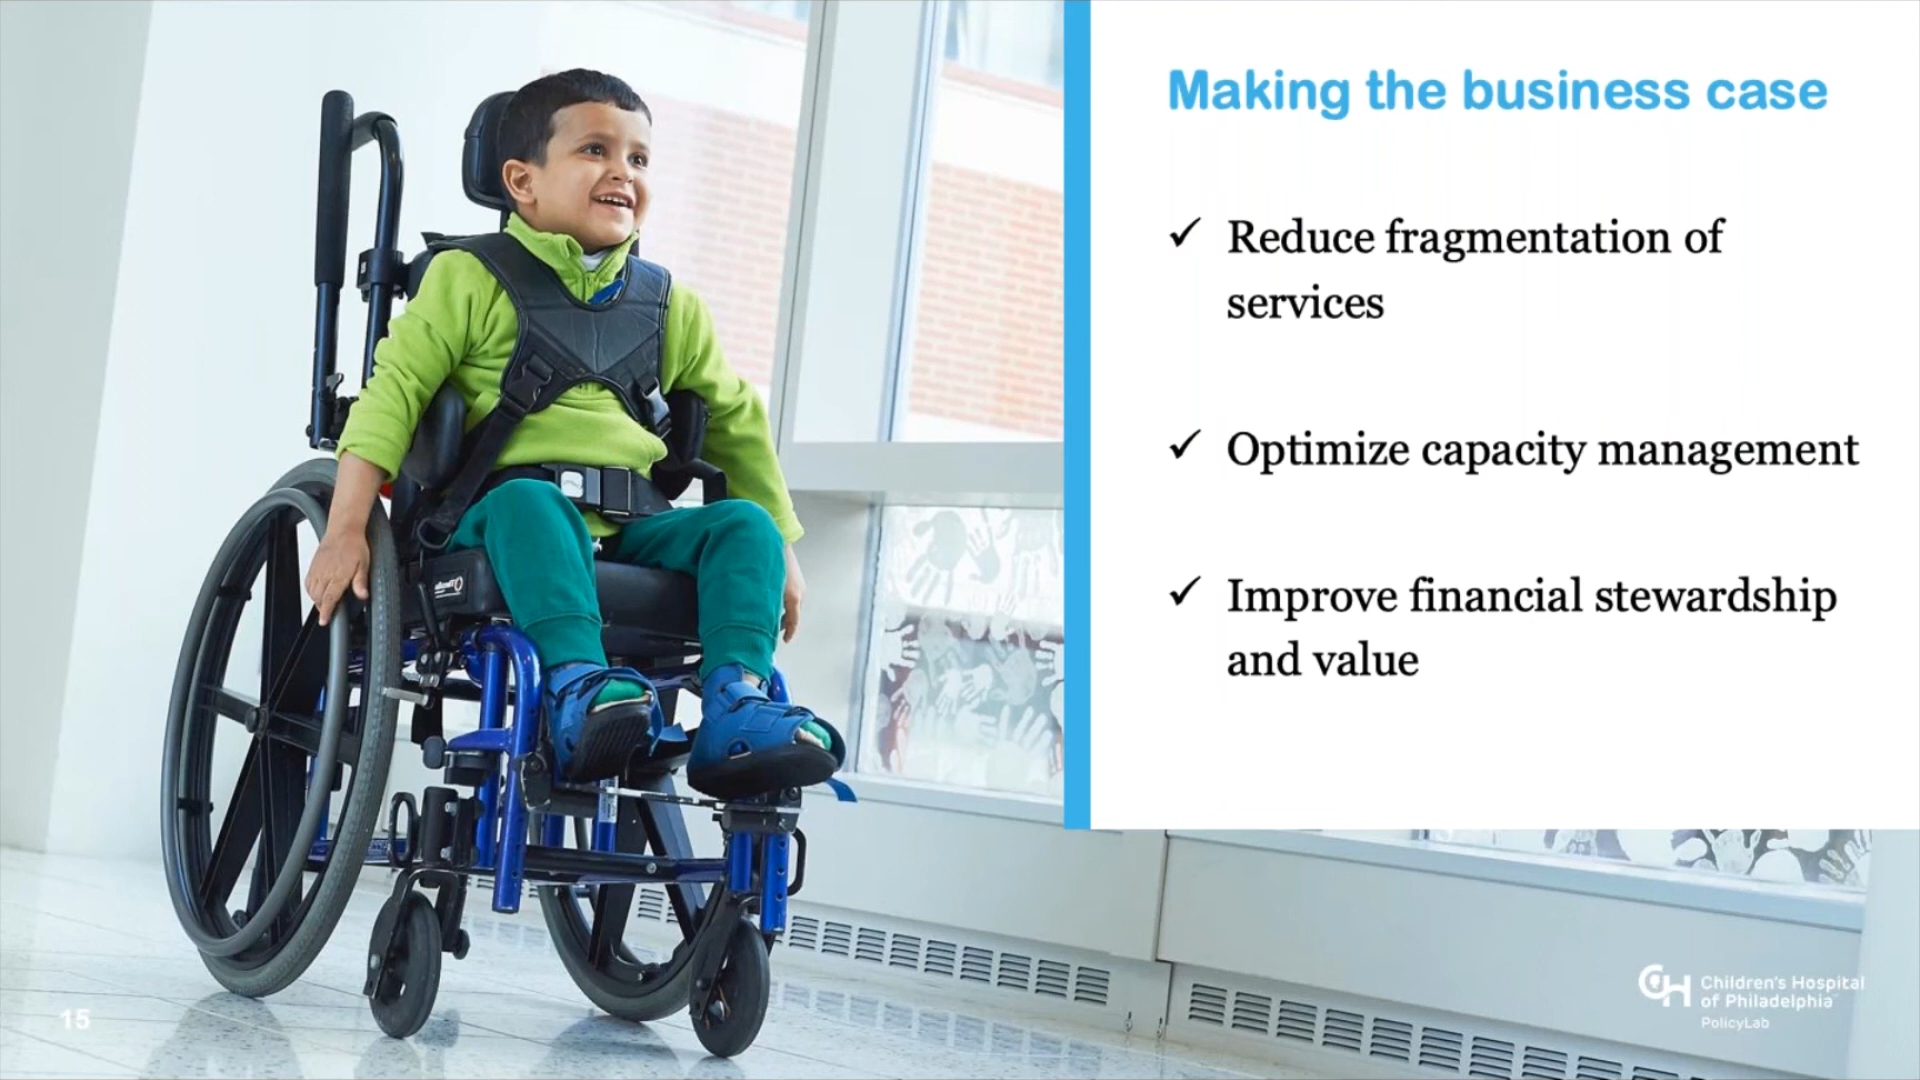 Making the business case
✓ Reduce fragmentation of
services
✓ Optimize capacity management
✓ Improve financial stewardship
and value
15
CH Children's Hospital
of Philadelphia
PolicyLab